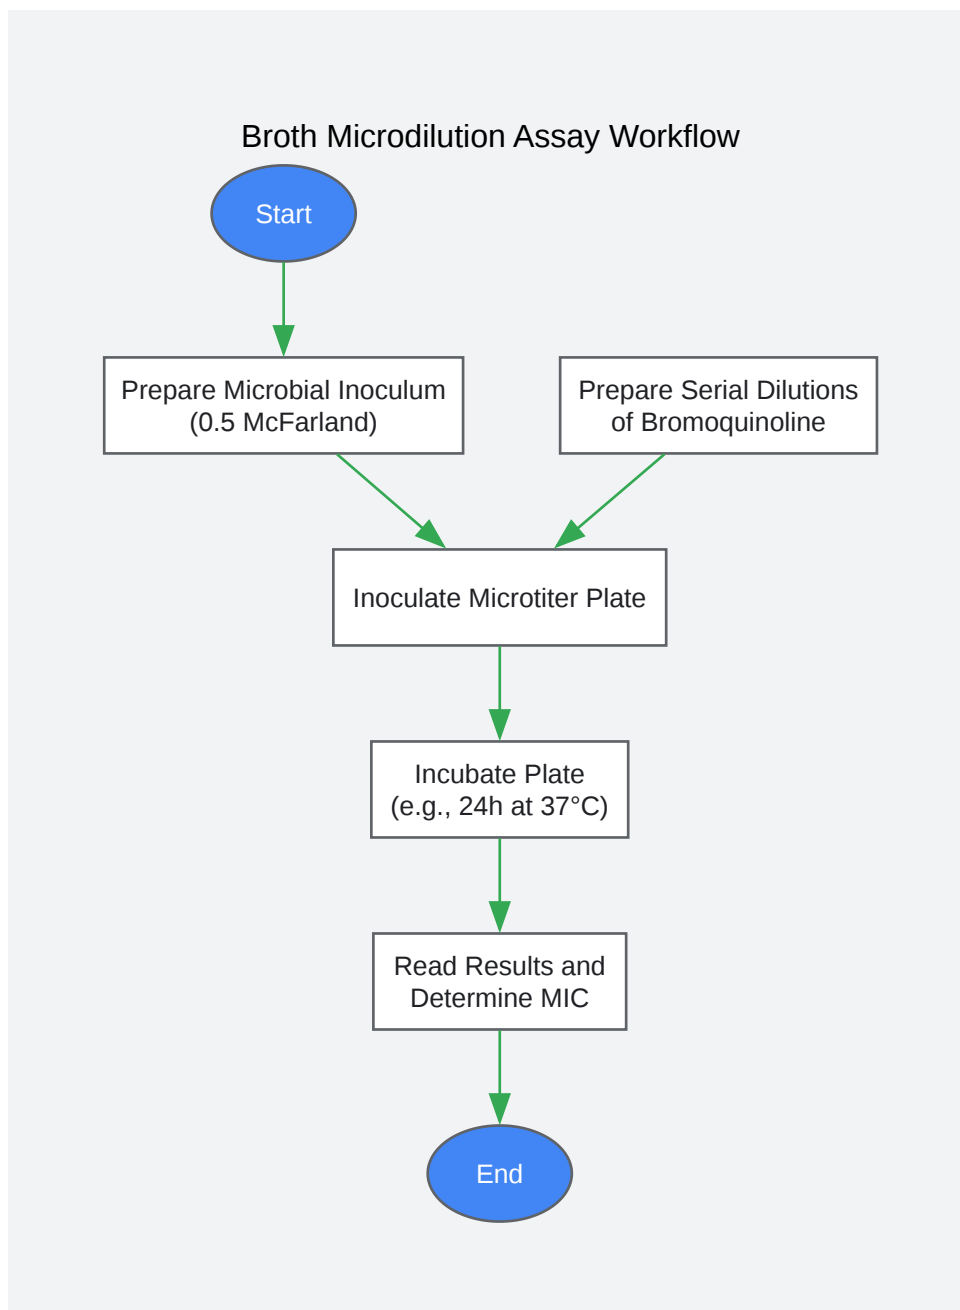 Broth Microdilution Assay Workflow
Start
Prepare Microbial Inoculum
(0.5 McFarland)
Prepare Serial Dilutions
of Bromoquinoline
Inoculate Microtiter Plate
Incubate Plate
(e.g., 24h at 37°C)
Read Results and
Determine MIC
End